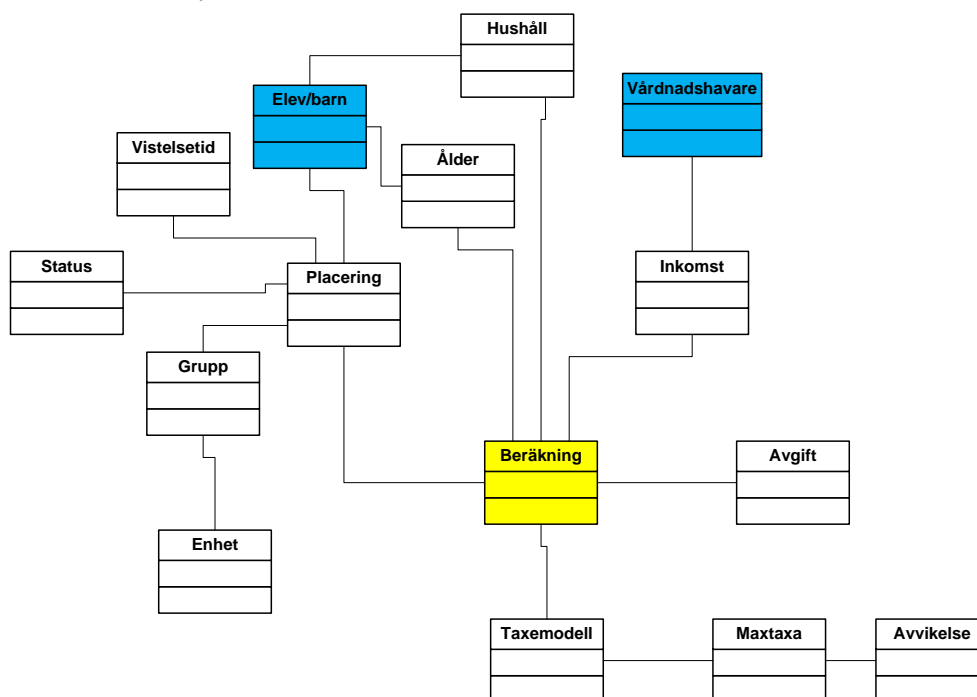 Hushåll
Elev/barn
Vårdnadshavare
Vistelsetid
Ålder
Status
Placering
Inkomst
Grupp
Beräkning
Avgift
Enhet
Taxemodell
Maxtaxa
Avvikelse